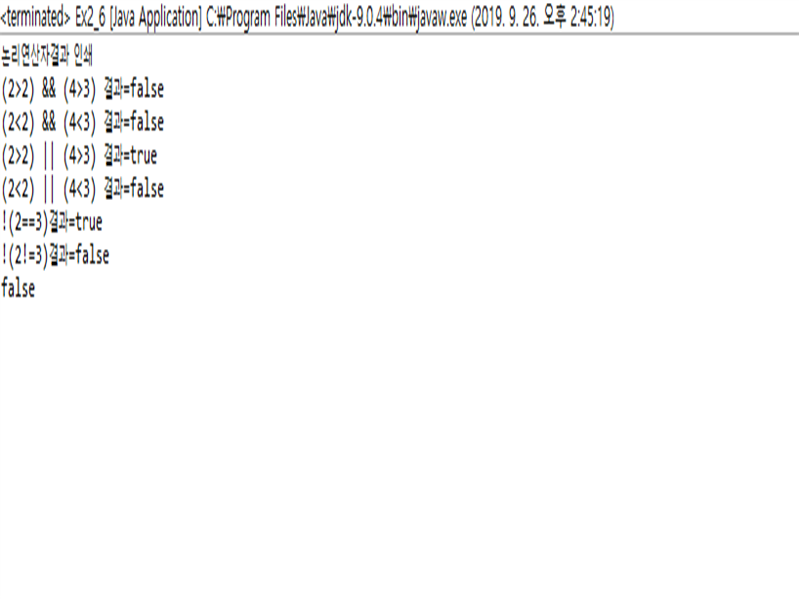 <terminated> Ex2_6 [Java Application] C:₩Program Files₩Java₩jdk-9.0.4₩bin₩javaw.exe (2019. 9. 26. 오후 2:45:19)
논리연산자결과 인쇄
(2>2) && (4>3) 결과=false
(2<2) && (4<3) 결과=false
(2>2) || (4>3) 결과=true
(2<2) || (4<3) 결과=false
!(2==3)결과=true
!(2!=3)결과=false
false